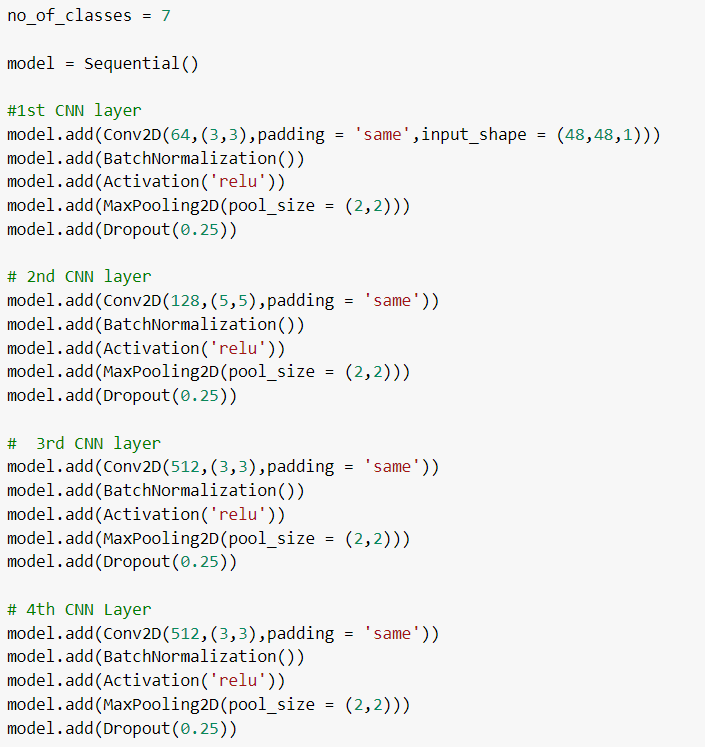 no_of_classes = 7
model = Sequential()
#1st CNN layer
model.add(Conv2D(64,(3,3),padding = 'same',input_shape = (48,48,1)))
model.add(BatchNormalization())
model.add(Activation('relu'))
model.add(MaxPooling2D(pool_size = (2,2)))
model.add(Dropout(0.25))
# 2nd CNN layer
model.add(Conv2D(128,(5,5),padding = 'same'))
model.add(BatchNormalization())
model.add(Activation('relu'))
model.add(MaxPooling2D(pool_size = (2,2)))
model.add(Dropout(0.25))
#  3rd CNN layer
model.add(Conv2D(512,(3,3),padding = 'same'))
model.add(BatchNormalization())
model.add(Activation('relu'))
model.add(MaxPooling2D(pool_size = (2,2)))
model.add(Dropout(0.25))
# 4th CNN Layer
model.add(Conv2D(512,(3,3),padding = 'same'))
model.add(BatchNormalization())
model.add(Activation('relu'))
model.add(MaxPooling2D(pool_size = (2,2)))
model.add(Dropout(0.25))